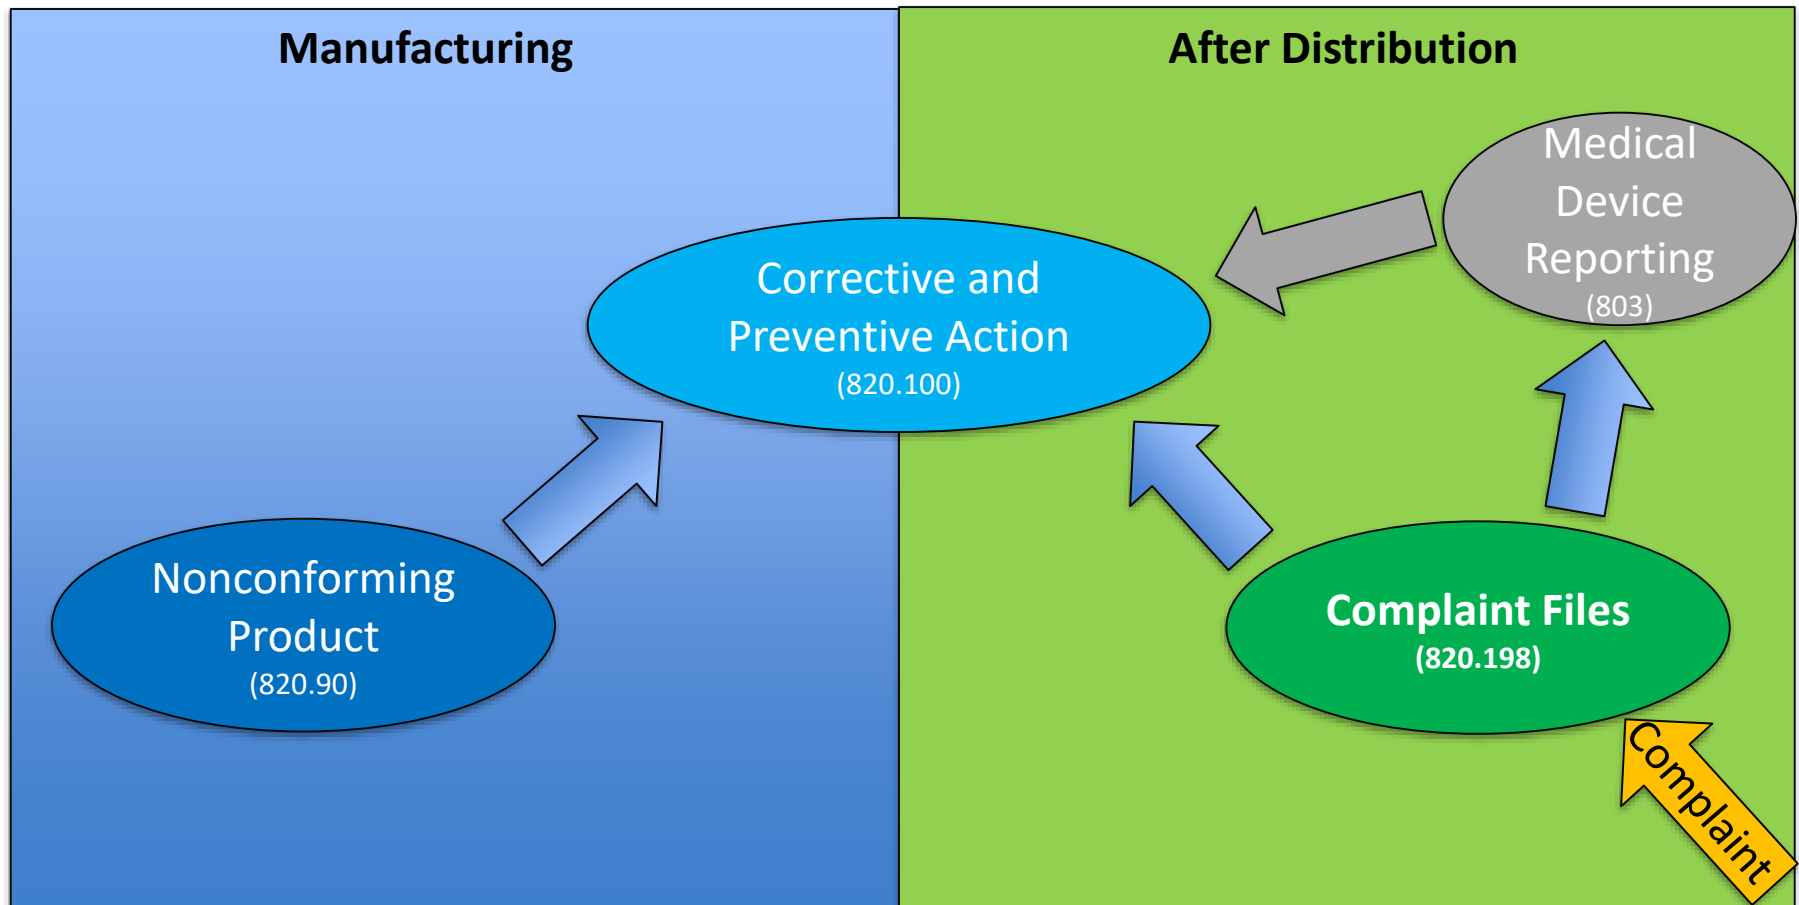 Manufacturing
After Distribution
Medical
Device
Reporting
(803)
Corrective and
Preventive Action
(820.100)
Nonconforming
Product
(820.90)
Complaint Files
(820.198)
Complaint